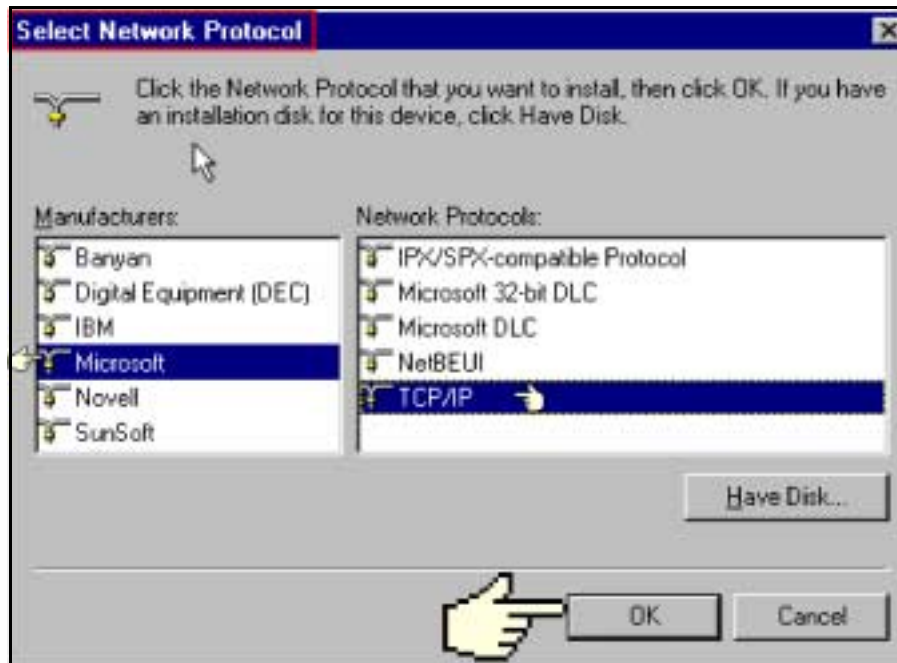 Select Network Protocol
Click the Network Protocol that you want to install, then click OK. If you have
an installation disk for this device, click Have Disk.
Manufacturers:
Banyan
Digital Equipment (DEC)
IBM
Microsoft
Novell
SunSoft
Network Protocols:
IPX/SPX-compatible Protocol
Microsoft 32-bit DLC
Microsoft DLC
NetBEUI
TCP/IP
Have Disk...
OK
Cancel